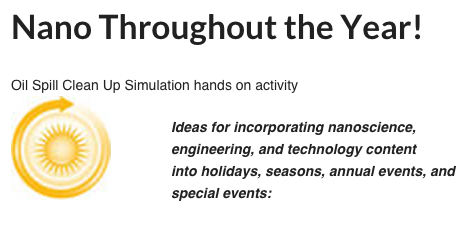 Nano Throughout the Year!
Oil Spill Clean Up Simulation hands on activity
Ideas for incorporating nanoscience,
engineering, and technology content
into holidays, seasons, annual events, and
special events: